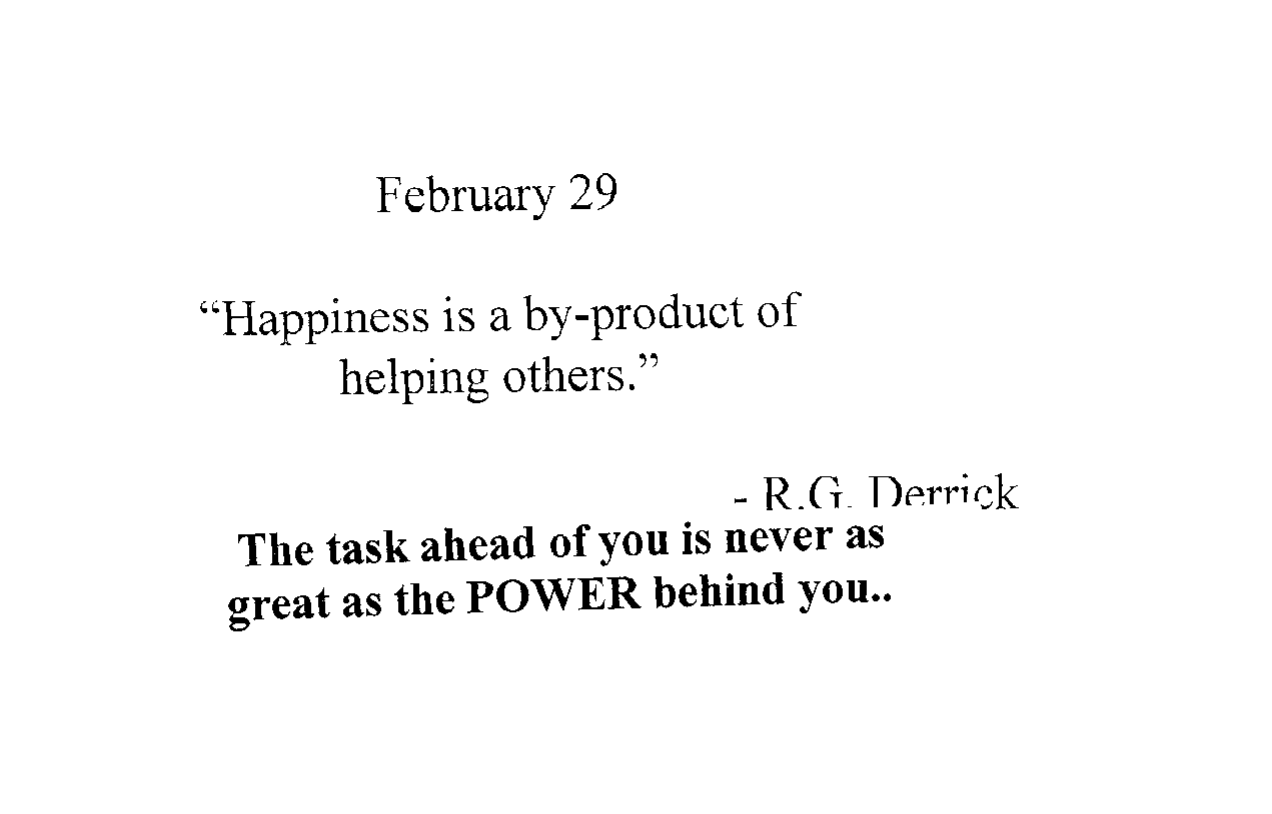 February 29
“Happiness is a by-product of
helping others.”
- R.G. Derrick
The task ahead of you is never as
great as the POWER behind you..